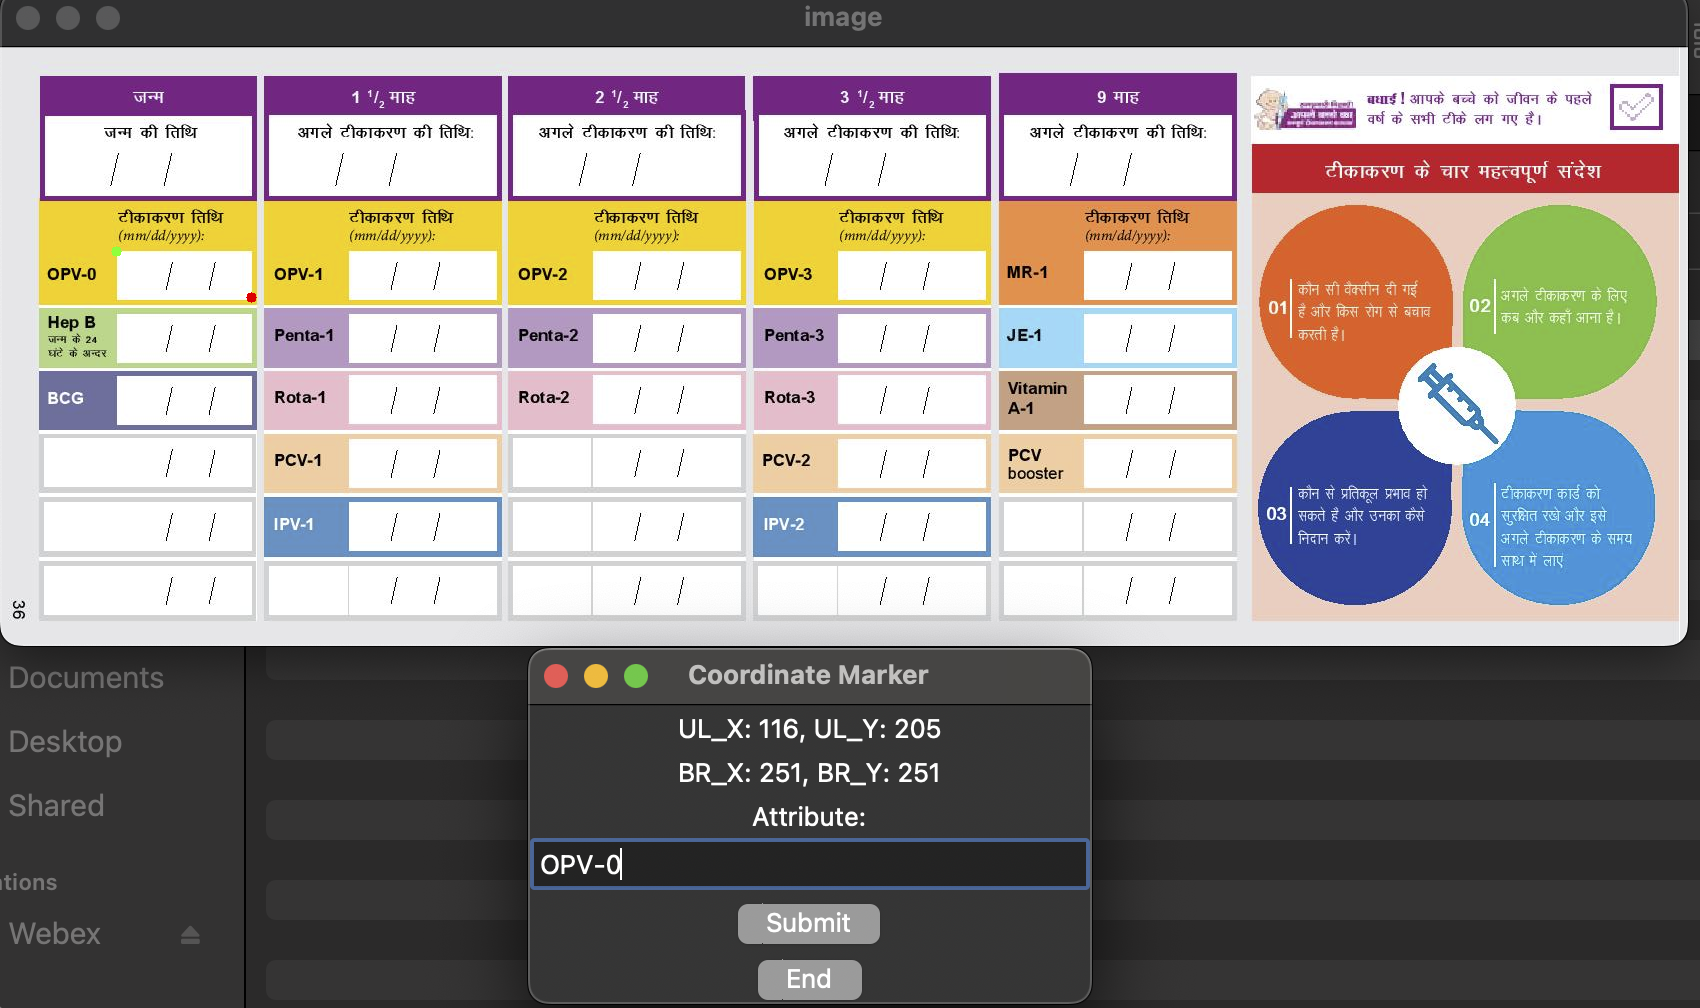 image
जन्म
जन्म की तिथि
/ /
टीकाकरण तिथि
(mm/dd/yyyy):
OPV-0 / /
Hep B
जन्म के 24
घंटे के अन्दर
/ /
BCG / /
/ /
/ /
/ /
1 1/2 माह
अगले टीकाकरण की तिथि:
/ /
टीकाकरण तिथि
(mm/dd/yyyy):
OPV-1 / /
Penta-1 / /
Rota-1 / /
PCV-1 / /
IPV-1 / /
/ /
2 1/2 माह
अगले टीकाकरण की तिथि:
/ /
टीकाकरण तिथि
(mm/dd/yyyy):
OPV-2 / /
Penta-2 / /
Rota-2 / /
/ /
/ /
/ /
3 1/2 माह
अगले टीकाकरण की तिथि:
/ /
टीकाकरण तिथि
(mm/dd/yyyy):
OPV-3 / /
Penta-3 / /
Rota-3 / /
PCV-2 / /
IPV-2 / /
/ /
9 माह
अगले टीकाकरण की तिथि:
/ /
टीकाकरण तिथि
(mm/dd/yyyy):
MR-1 / /
JE-1 / /
Vitamin
A-1
/ /
PCV
booster
/ /
/ /
/ /
बधाई ! आपके बच्चे को जीवन के पहले
वर्ष के सभी टीके लग गए है।
टीकाकरण के चार महत्वपूर्ण संदेश
01
कौन सी वैक्सीन दी गई
है और किस रोग से बचाव
करती है।
02
अगले टीकाकरण के लिए
कब और कहाँ आना है।
03
कौन से प्रतिकूल प्रभाव हो
सकते है और उनका कैसे
निदान करें।
04
टीकाकरण कार्ड को
सुरक्षित रखे और इसे
अगले टीकाकरण के समय
साथ में लाएं
36
Documents
Desktop
Shared
Webex
Coordinate Marker
UL_X: 116, UL_Y: 205
BR_X: 251, BR_Y: 251
Attribute:
OPV-0
Submit
End